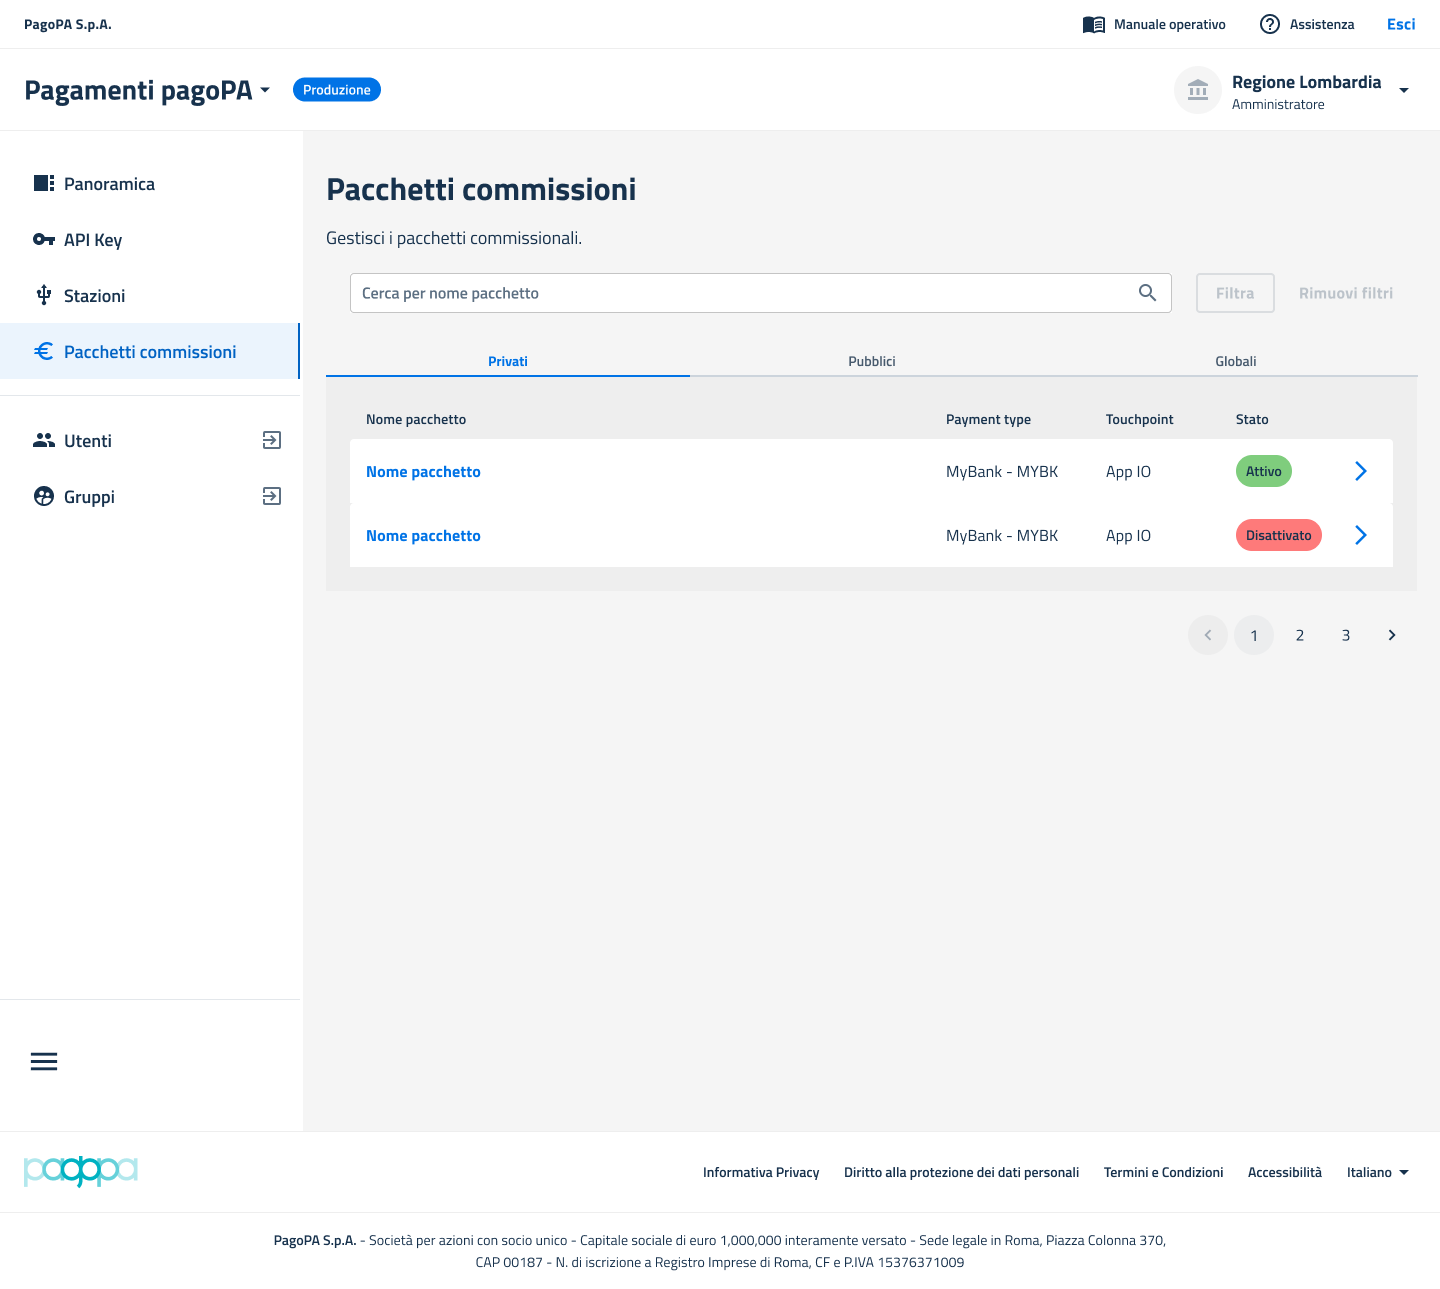 PagoPA S.p.A.
Manuale operativo
Assistenza
Esci
Pagamenti pagoPA
Produzione
Regione Lombardia
Amministratore
Panoramica
API Key
Stazioni
Pacchetti commissioni
Utenti
Gruppi
Pacchetti commissioni
Gestisci i pacchetti commissionali.
Cerca per nome pacchetto
Filtra
Rimuovi filtri
Privati
Pubblici
Globali
Nome pacchetto
Payment type
Touchpoint
Stato
Nome pacchetto
MyBank - MYBK
App IO
Attivo
Nome pacchetto
MyBank - MYBK
App IO
Disattivato
1
2
3
pagopa
Informativa Privacy
Diritto alla protezione dei dati personali
Termini e Condizioni
Accessibilità
Italiano
PagoPA S.p.A. - Società per azioni con socio unico - Capitale sociale di euro 1,000,000 interamente versato - Sede legale in Roma, Piazza Colonna 370,
CAP 00187 - N. di iscrizione a Registro Imprese di Roma, CF e P.IVA 15376371009